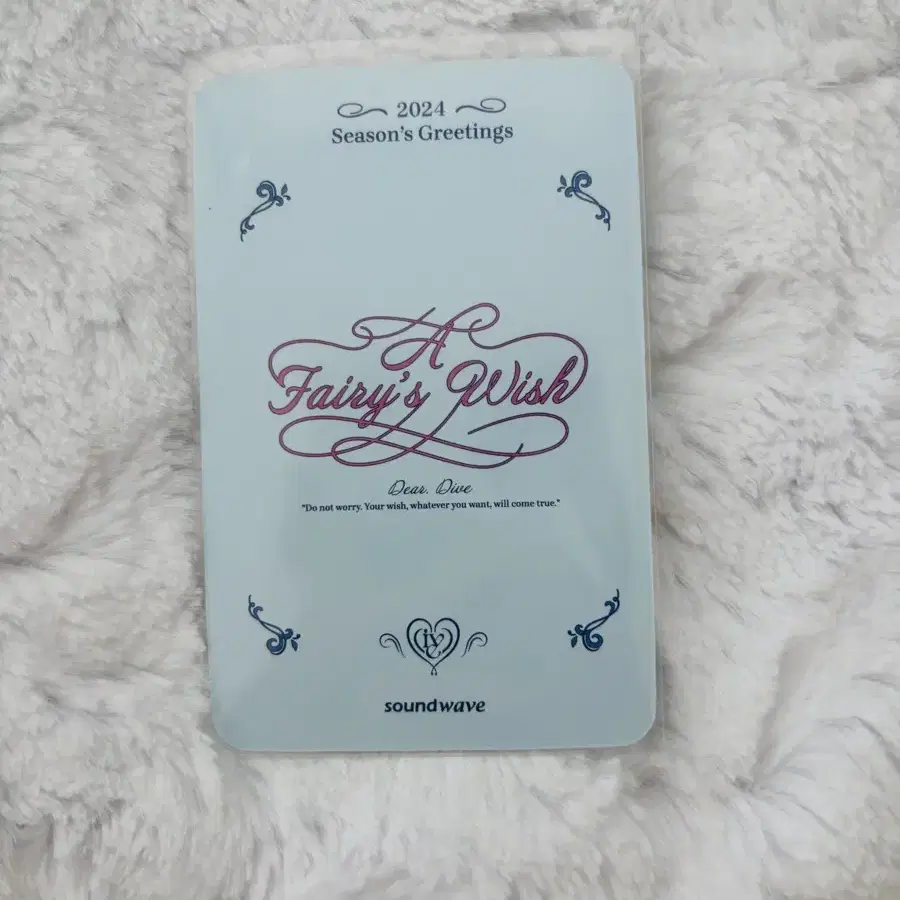 2024
Season's Greetings
A
Fairy's Wish
Dear. Dive
"Do not worry. Your wish, whatever you want, will come true."
ive
soundwave